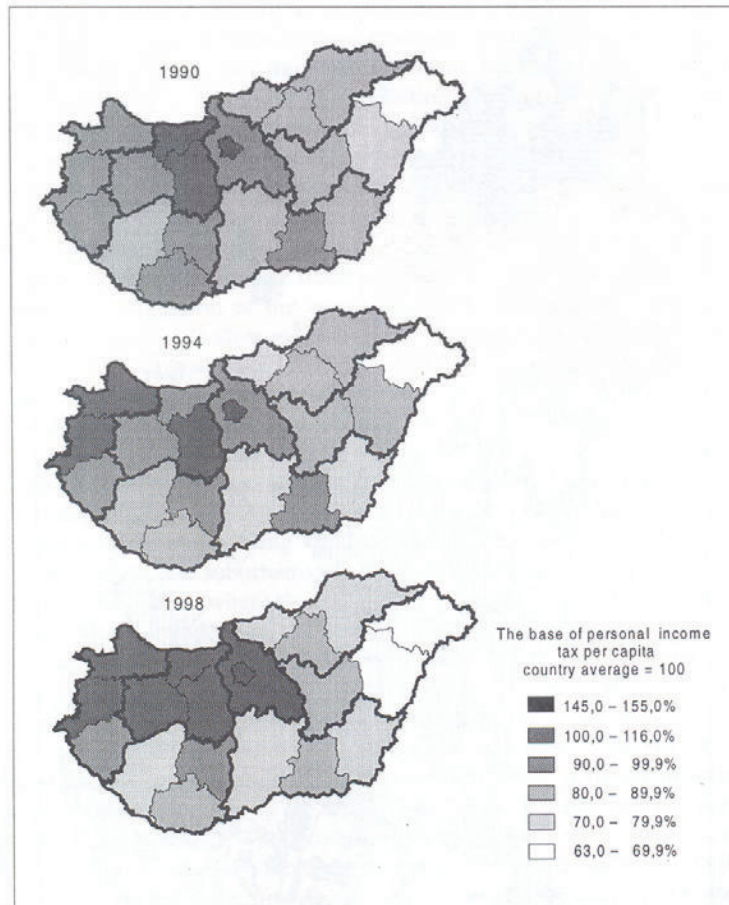 1990
1994
1998
The base of personal income
tax per capita
country average = 100
145,0 – 155,0%
100,0 – 116,0%
90,0 – 99,9%
80,0 – 89,9%
70,0 – 79,9%
63,0 – 69,9%